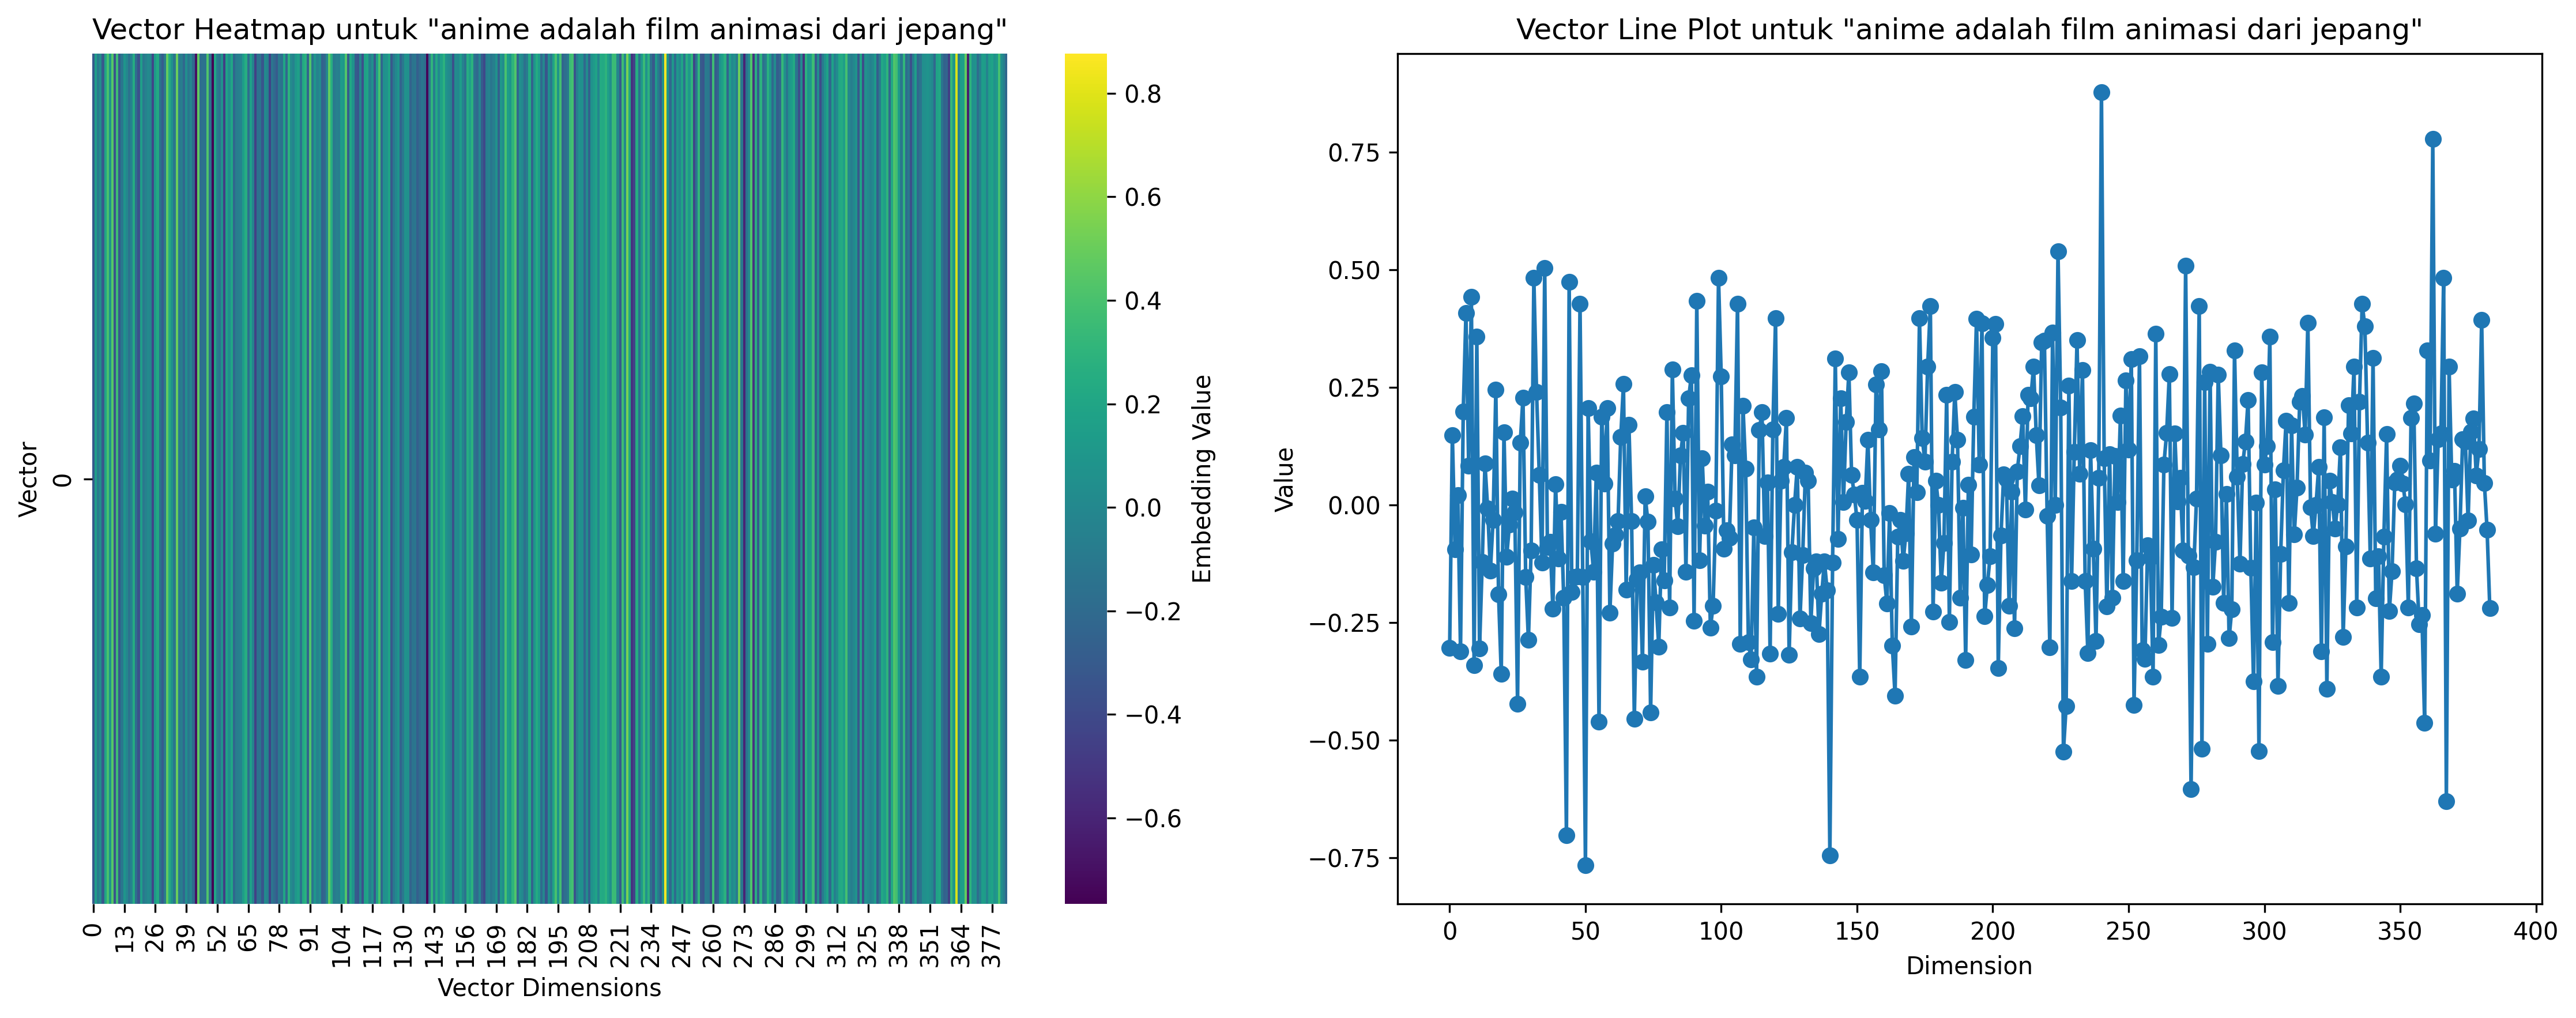 Vector Heatmap untuk "anime adalah film animasi dari jepang"
Vector
0
0 13 26 39 52 65 78 91 104 117 130 143 156 169 182 195 208 221 234 247 260 273 286 299 312 325 338 351 364 377
Vector Dimensions
0.8
0.6
0.4
0.2
0.0
−0.2
−0.4
−0.6
Embedding Value
Vector Line Plot untuk "anime adalah film animasi dari jepang"
Value
0.75
0.50
0.25
0.00
−0.25
−0.50
−0.75
0 50 100 150 200 250 300 350 400
Dimension